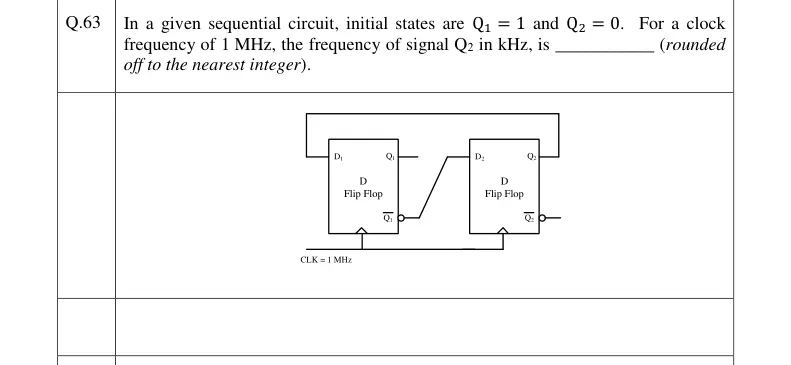 Q.63 In a given sequential circuit, initial states are Q₁ = 1 and Q₂ = 0. For a clock
frequency of 1 MHz, the frequency of signal Q₂ in kHz, is ____________ (rounded
off to the nearest integer).
D₁ Q₁ D₂ Q₂
D D
Flip Flop Flip Flop
Q̅₁ Q̅₂
CLK = 1 MHz